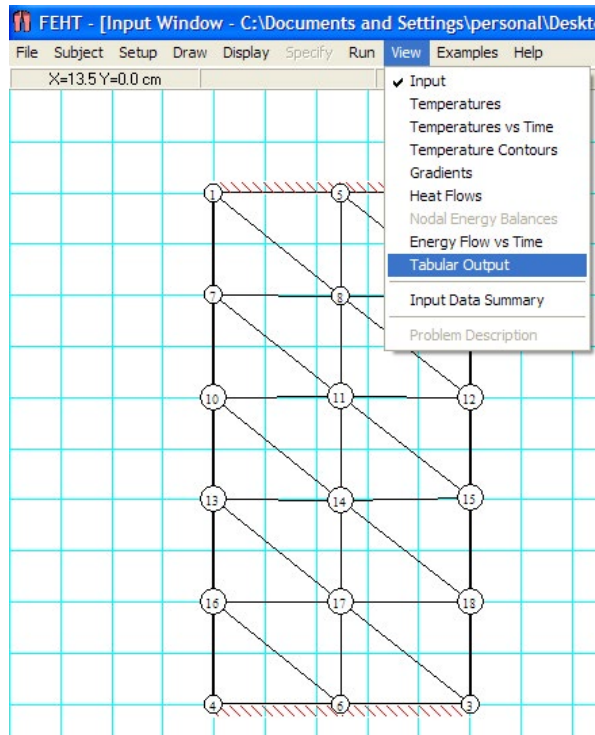 FEHT - [Input Window - C:\Documents and Settings\personal\Deskt
File Subject Setup Draw Display Specify Run View Examples Help
X=13.5 Y=0.0 cm
Input
Temperatures
Temperatures vs Time
Temperature Contours
Gradients
Heat Flows
Nodal Energy Balances
Energy Flow vs Time
Tabular Output
Input Data Summary
Problem Description
1 5
7 8
10 11 12
13 14 15
16 17 18
4 6 3